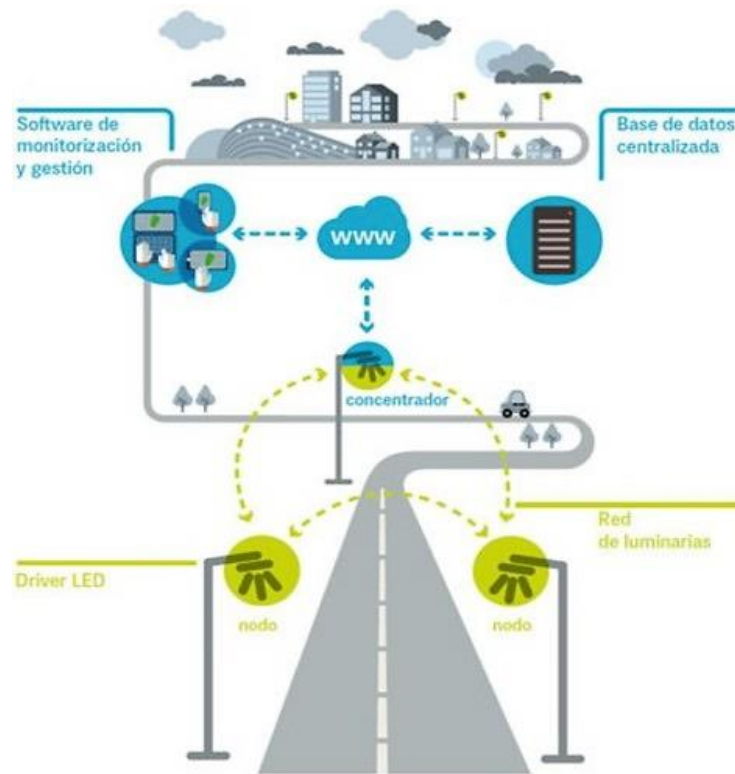 Software de
monitorización
y gestión
Base de datos
centralizada
www
concentrador
Red
de luminarias
Driver LED
nodo
nodo